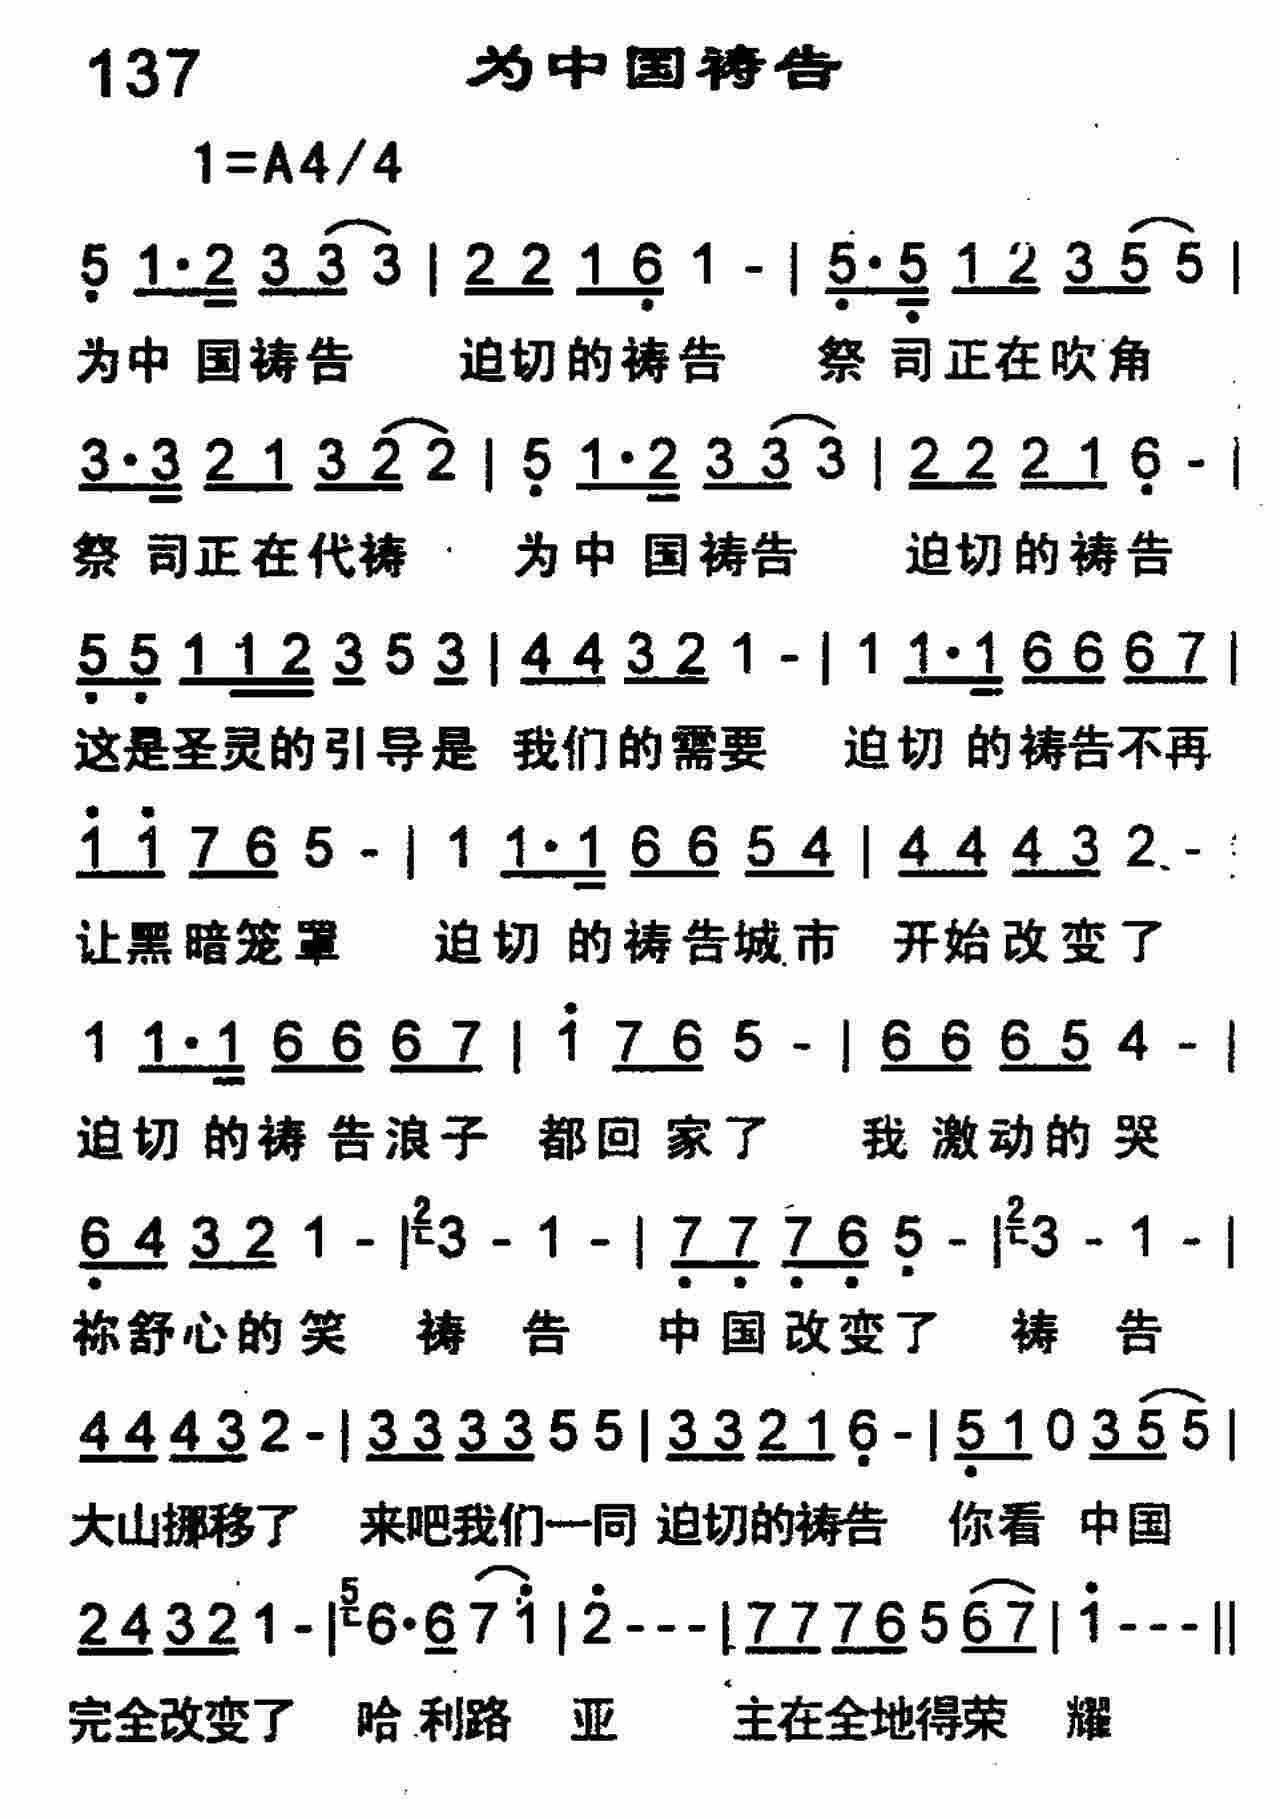 137 为中国祷告
1=A4/4
5 1·2 3 3 3 | 2 2 1 6 1 - | 5·5 1 2 3 5 5 |
为中国祷告 迫切的祷告 祭司正在吹角
3·3 2 1 3 2 2 | 5 1·2 3 3 3 | 2 2 2 1 6 - |
祭司正在代祷 为中国祷告 迫切的祷告
5 5 1 1 2 3 5 3 | 4 4 3 2 1 - | 1 1·1 6 6 6 7 |
这是圣灵的引导是 我们的需要 迫切的祷告不再
1 1 7 6 5 - | 1 1·1 6 6 5 4 | 4 4 4 3 2 -
让黑暗笼罩 迫切的祷告城市 开始改变了
1 1·1 6 6 6 7 | 1 7 6 5 - | 6 6 6 5 4 - |
迫切的祷告浪子 都回家了 我激动的哭
6 4 3 2 1 - | 2 3 - 1 - | 7 7 7 6 5 - | 2 3 - 1 - |
祢舒心的笑 祷告 中国改变了 祷告
4 4 4 3 2 - | 3 3 3 3 5 5 | 3 3 2 1 6 - | 5 1 0 3 5 5 |
大山挪移了 来吧我们一同 迫切的祷告 你看 中国
2 4 3 2 1 - | 5 6·6 7 1 | 2 - - - | 7 7 7 6 5 6 7 | 1 - - - ||
完全改变了 哈利路亚 主在全地得荣耀